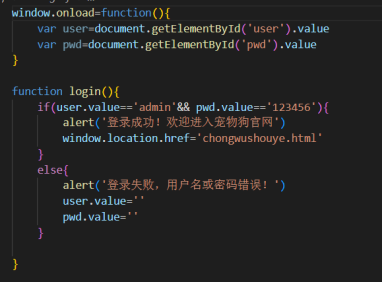 window.onload=function(){
    var user=document.getElementById('user').value
    var pwd=document.getElementById('pwd').value
}
function login(){
    if(user.value=='admin'&& pwd.value=='123456'){
        alert('登录成功！欢迎进入宠物狗官网')
        window.location.href='chongwushouye.html'
    }
    else{
        alert('登录失败，用户名或密码错误！')
        user.value=''
        pwd.value=''
    }
}